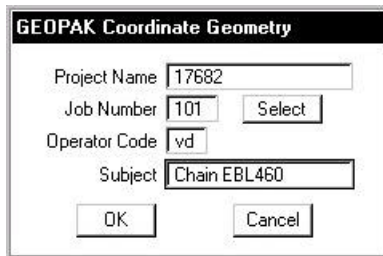 GEOPAK Coordinate Geometry
Project Name 17682
Job Number 101 Select
Operator Code vd
Subject Chain EBL460
OK Cancel